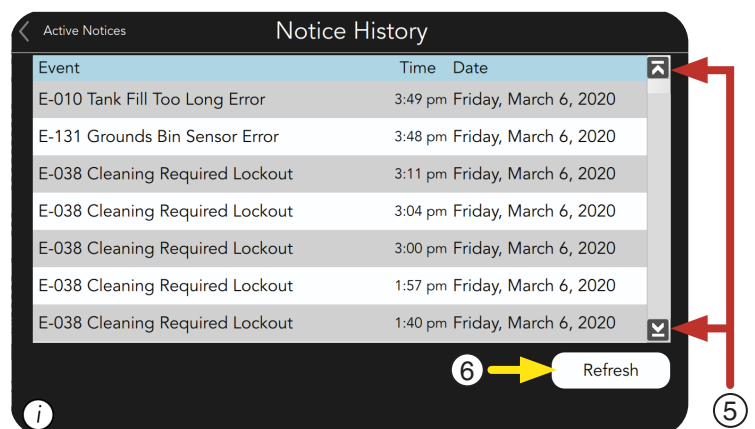 Active Notices Notice History
Event Time Date
E-010 Tank Fill Too Long Error 3:49 pm Friday, March 6, 2020
E-131 Grounds Bin Sensor Error 3:48 pm Friday, March 6, 2020
E-038 Cleaning Required Lockout 3:11 pm Friday, March 6, 2020
E-038 Cleaning Required Lockout 3:04 pm Friday, March 6, 2020
E-038 Cleaning Required Lockout 3:00 pm Friday, March 6, 2020
E-038 Cleaning Required Lockout 1:57 pm Friday, March 6, 2020
E-038 Cleaning Required Lockout 1:40 pm Friday, March 6, 2020
6 Refresh
i 5